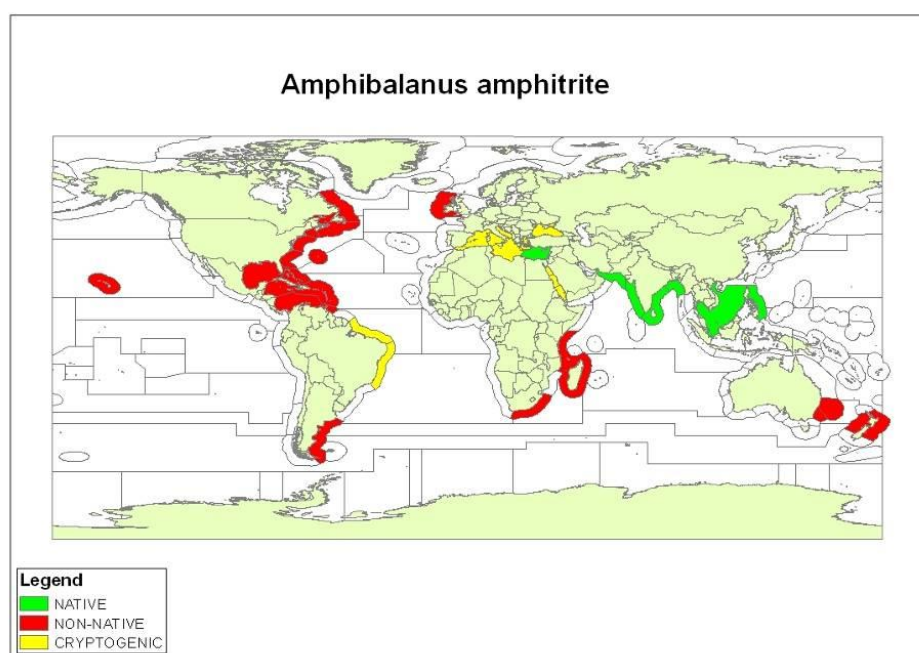 Amphibalanus amphitrite
Legend
NATIVE
NON-NATIVE
CRYPTOGENIC